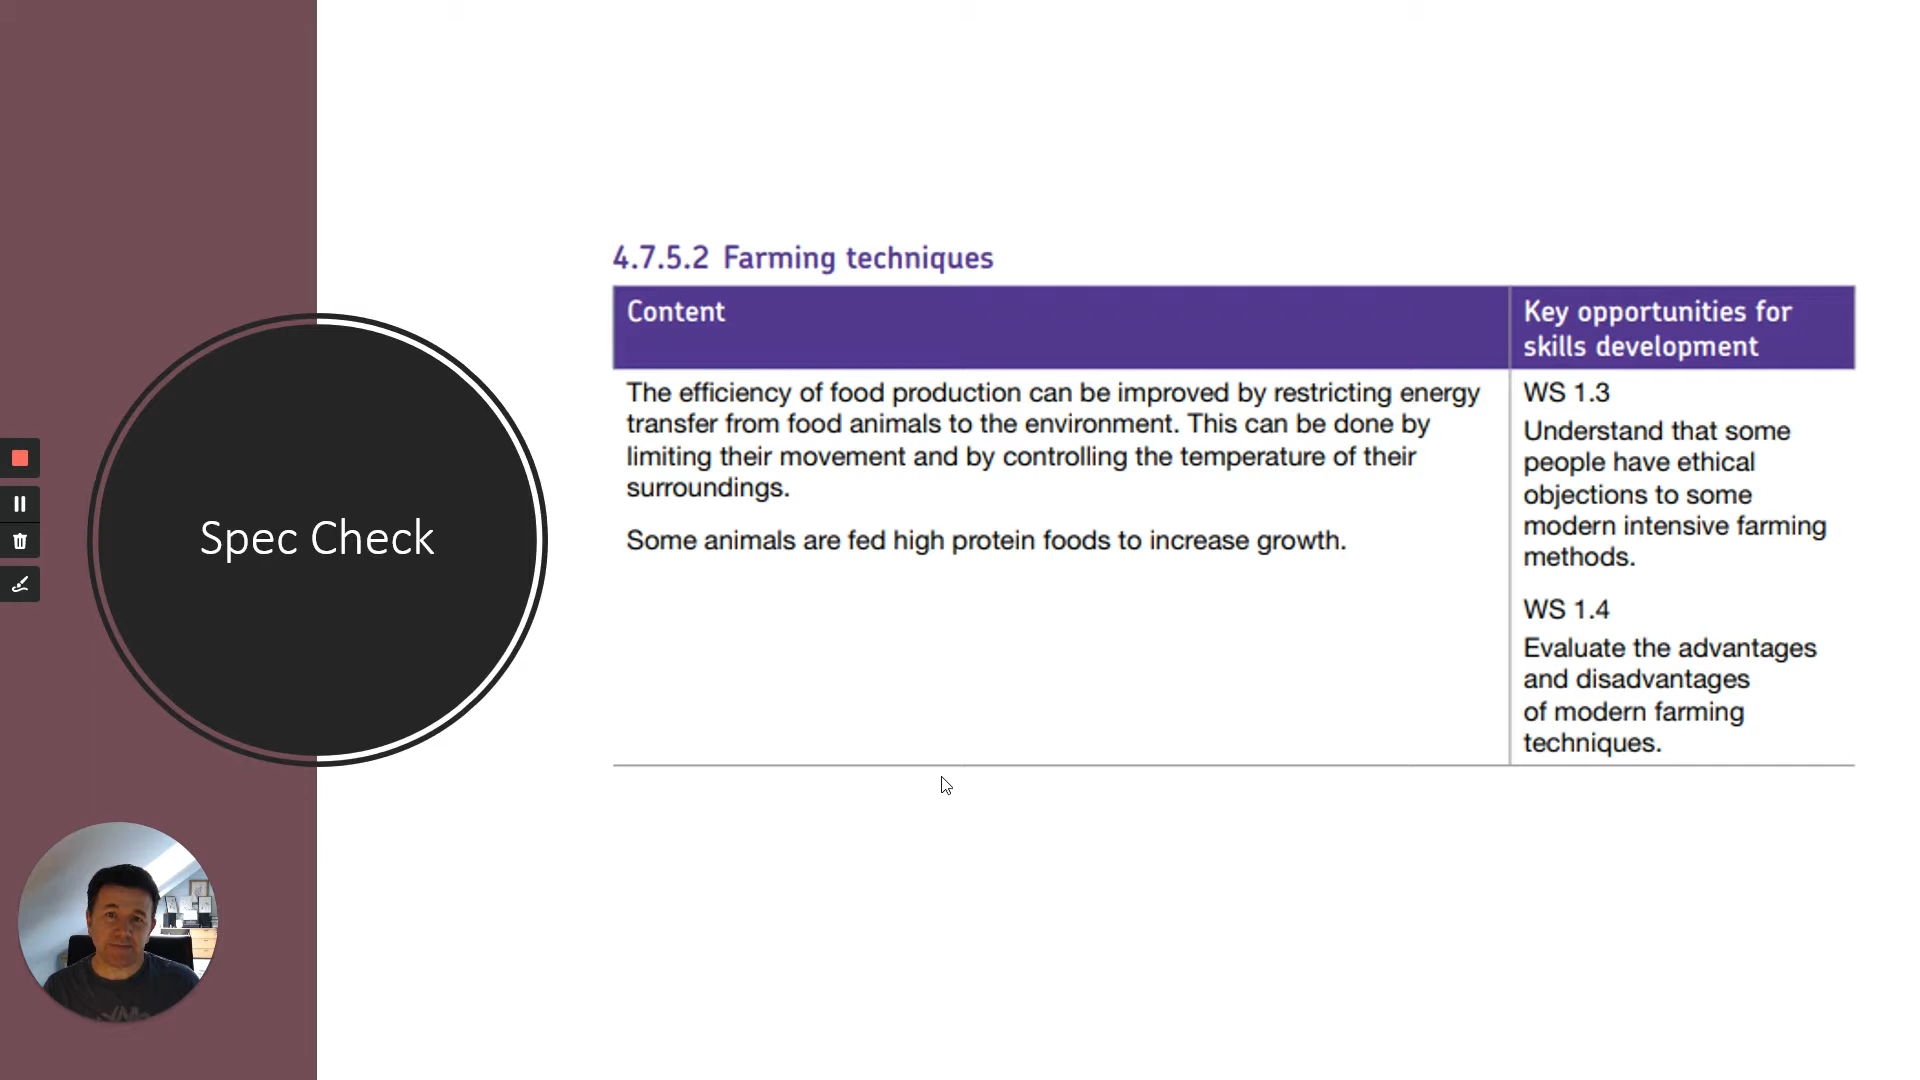 Spec Check
4.7.5.2 Farming techniques
Content
Key opportunities for
skills development
The efficiency of food production can be improved by restricting energy
transfer from food animals to the environment. This can be done by
limiting their movement and by controlling the temperature of their
surroundings.
Some animals are fed high protein foods to increase growth.
WS 1.3
Understand that some
people have ethical
objections to some
modern intensive farming
methods.
WS 1.4
Evaluate the advantages
and disadvantages
of modern farming
techniques.